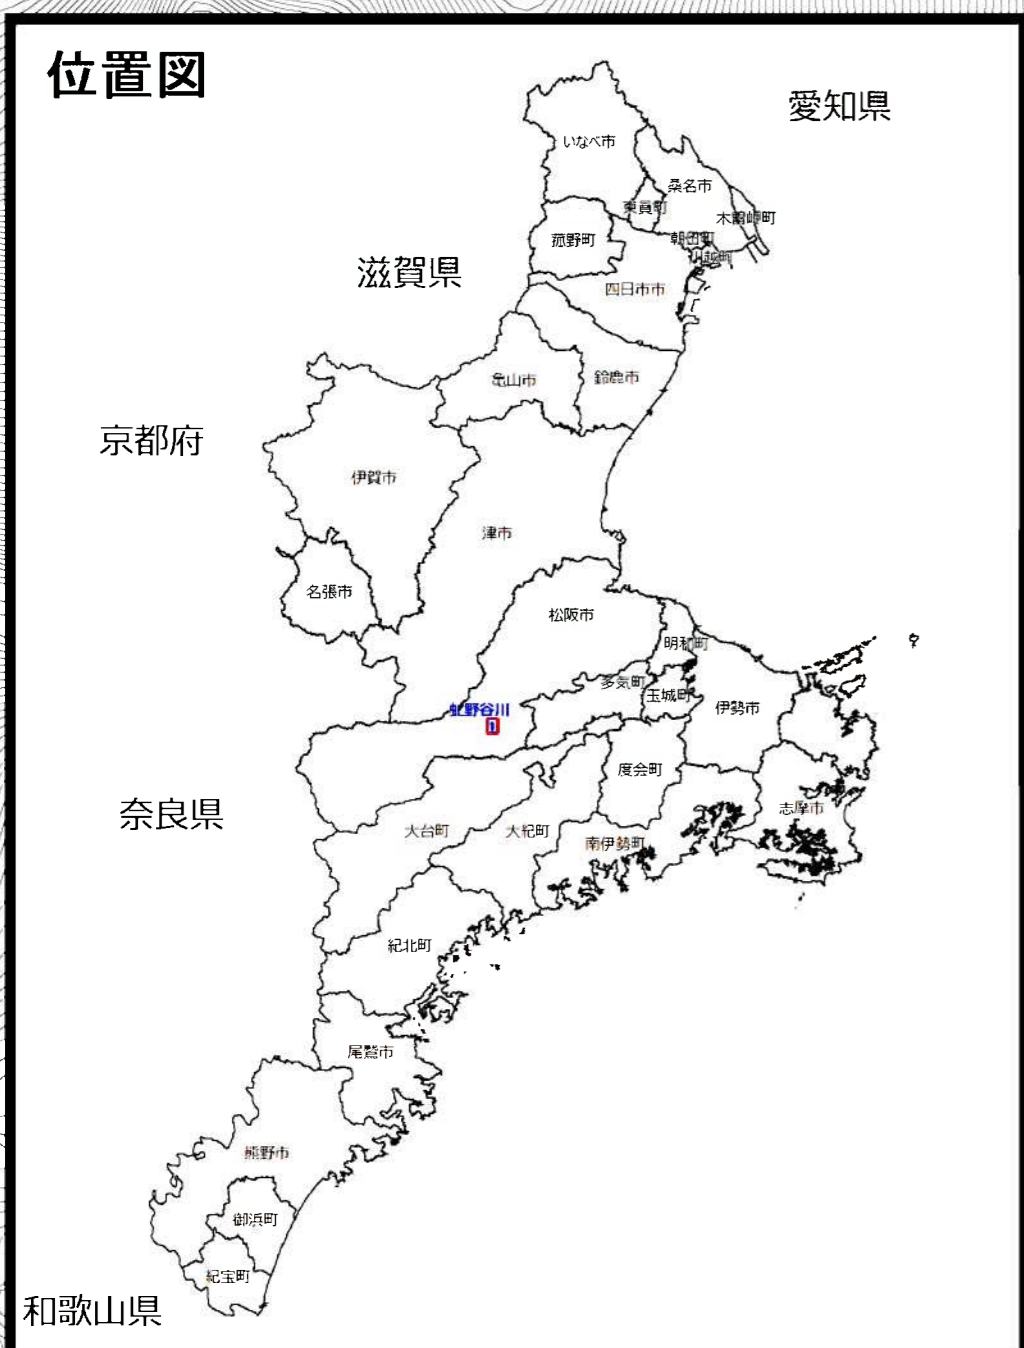 位置図
愛知県
いなべ市
桑名市
東員町
木曽岬町
朝日町
菰野町
川越町
滋賀県
四日市市
亀山市
鈴鹿市
京都府
伊賀市
津市
名張市
松阪市
明和町
多気町
玉城町
伊勢市
虻野谷川
1
度会町
奈良県
志摩市
大台町
大紀町
南伊勢町
紀北町
尾鷲市
熊野市
御浜町
紀宝町
和歌山県